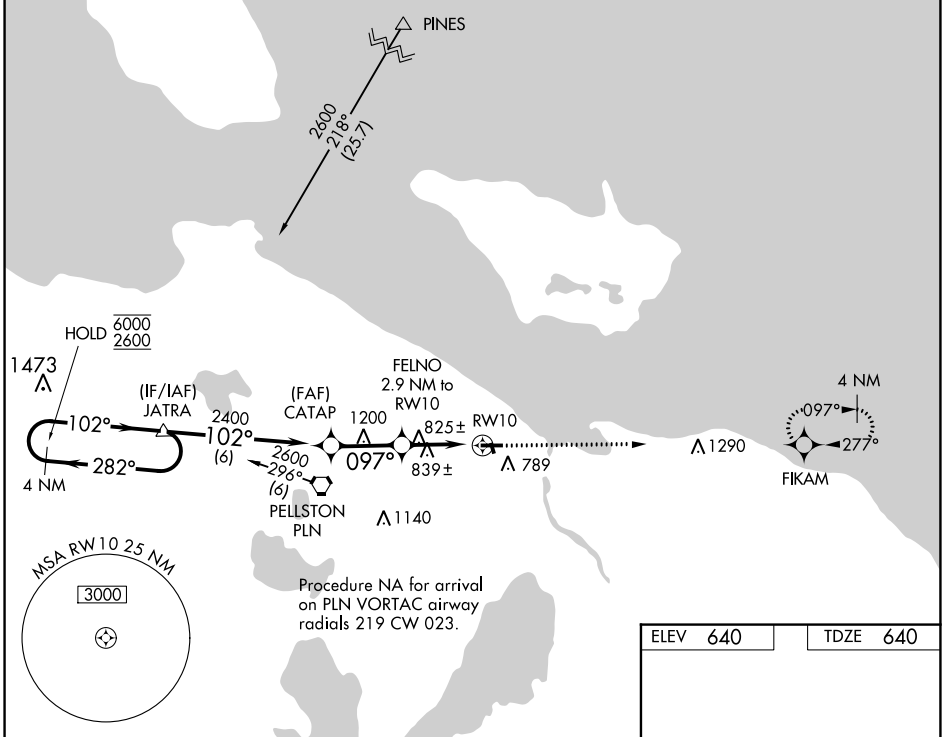 PINES
2600
218°
(25.7)
HOLD 6000
2600
1473
(IF/IAF)
JATRA
(FAF)
CATAP
FELNO
2.9 NM to
RW10
4 NM
102°
2400
102°
(6)
1200
825±
RW10
097°
277°
282°
4 NM
2600
296°
(6)
097°
839±
789
1290
FIKAM
PELLSTON
PLN
1140
MSA RW10 25 NM
3000
Procedure NA for arrival
on PLN VORTAC airway
radials 219 CW 023.
ELEV 640
TDZE 640